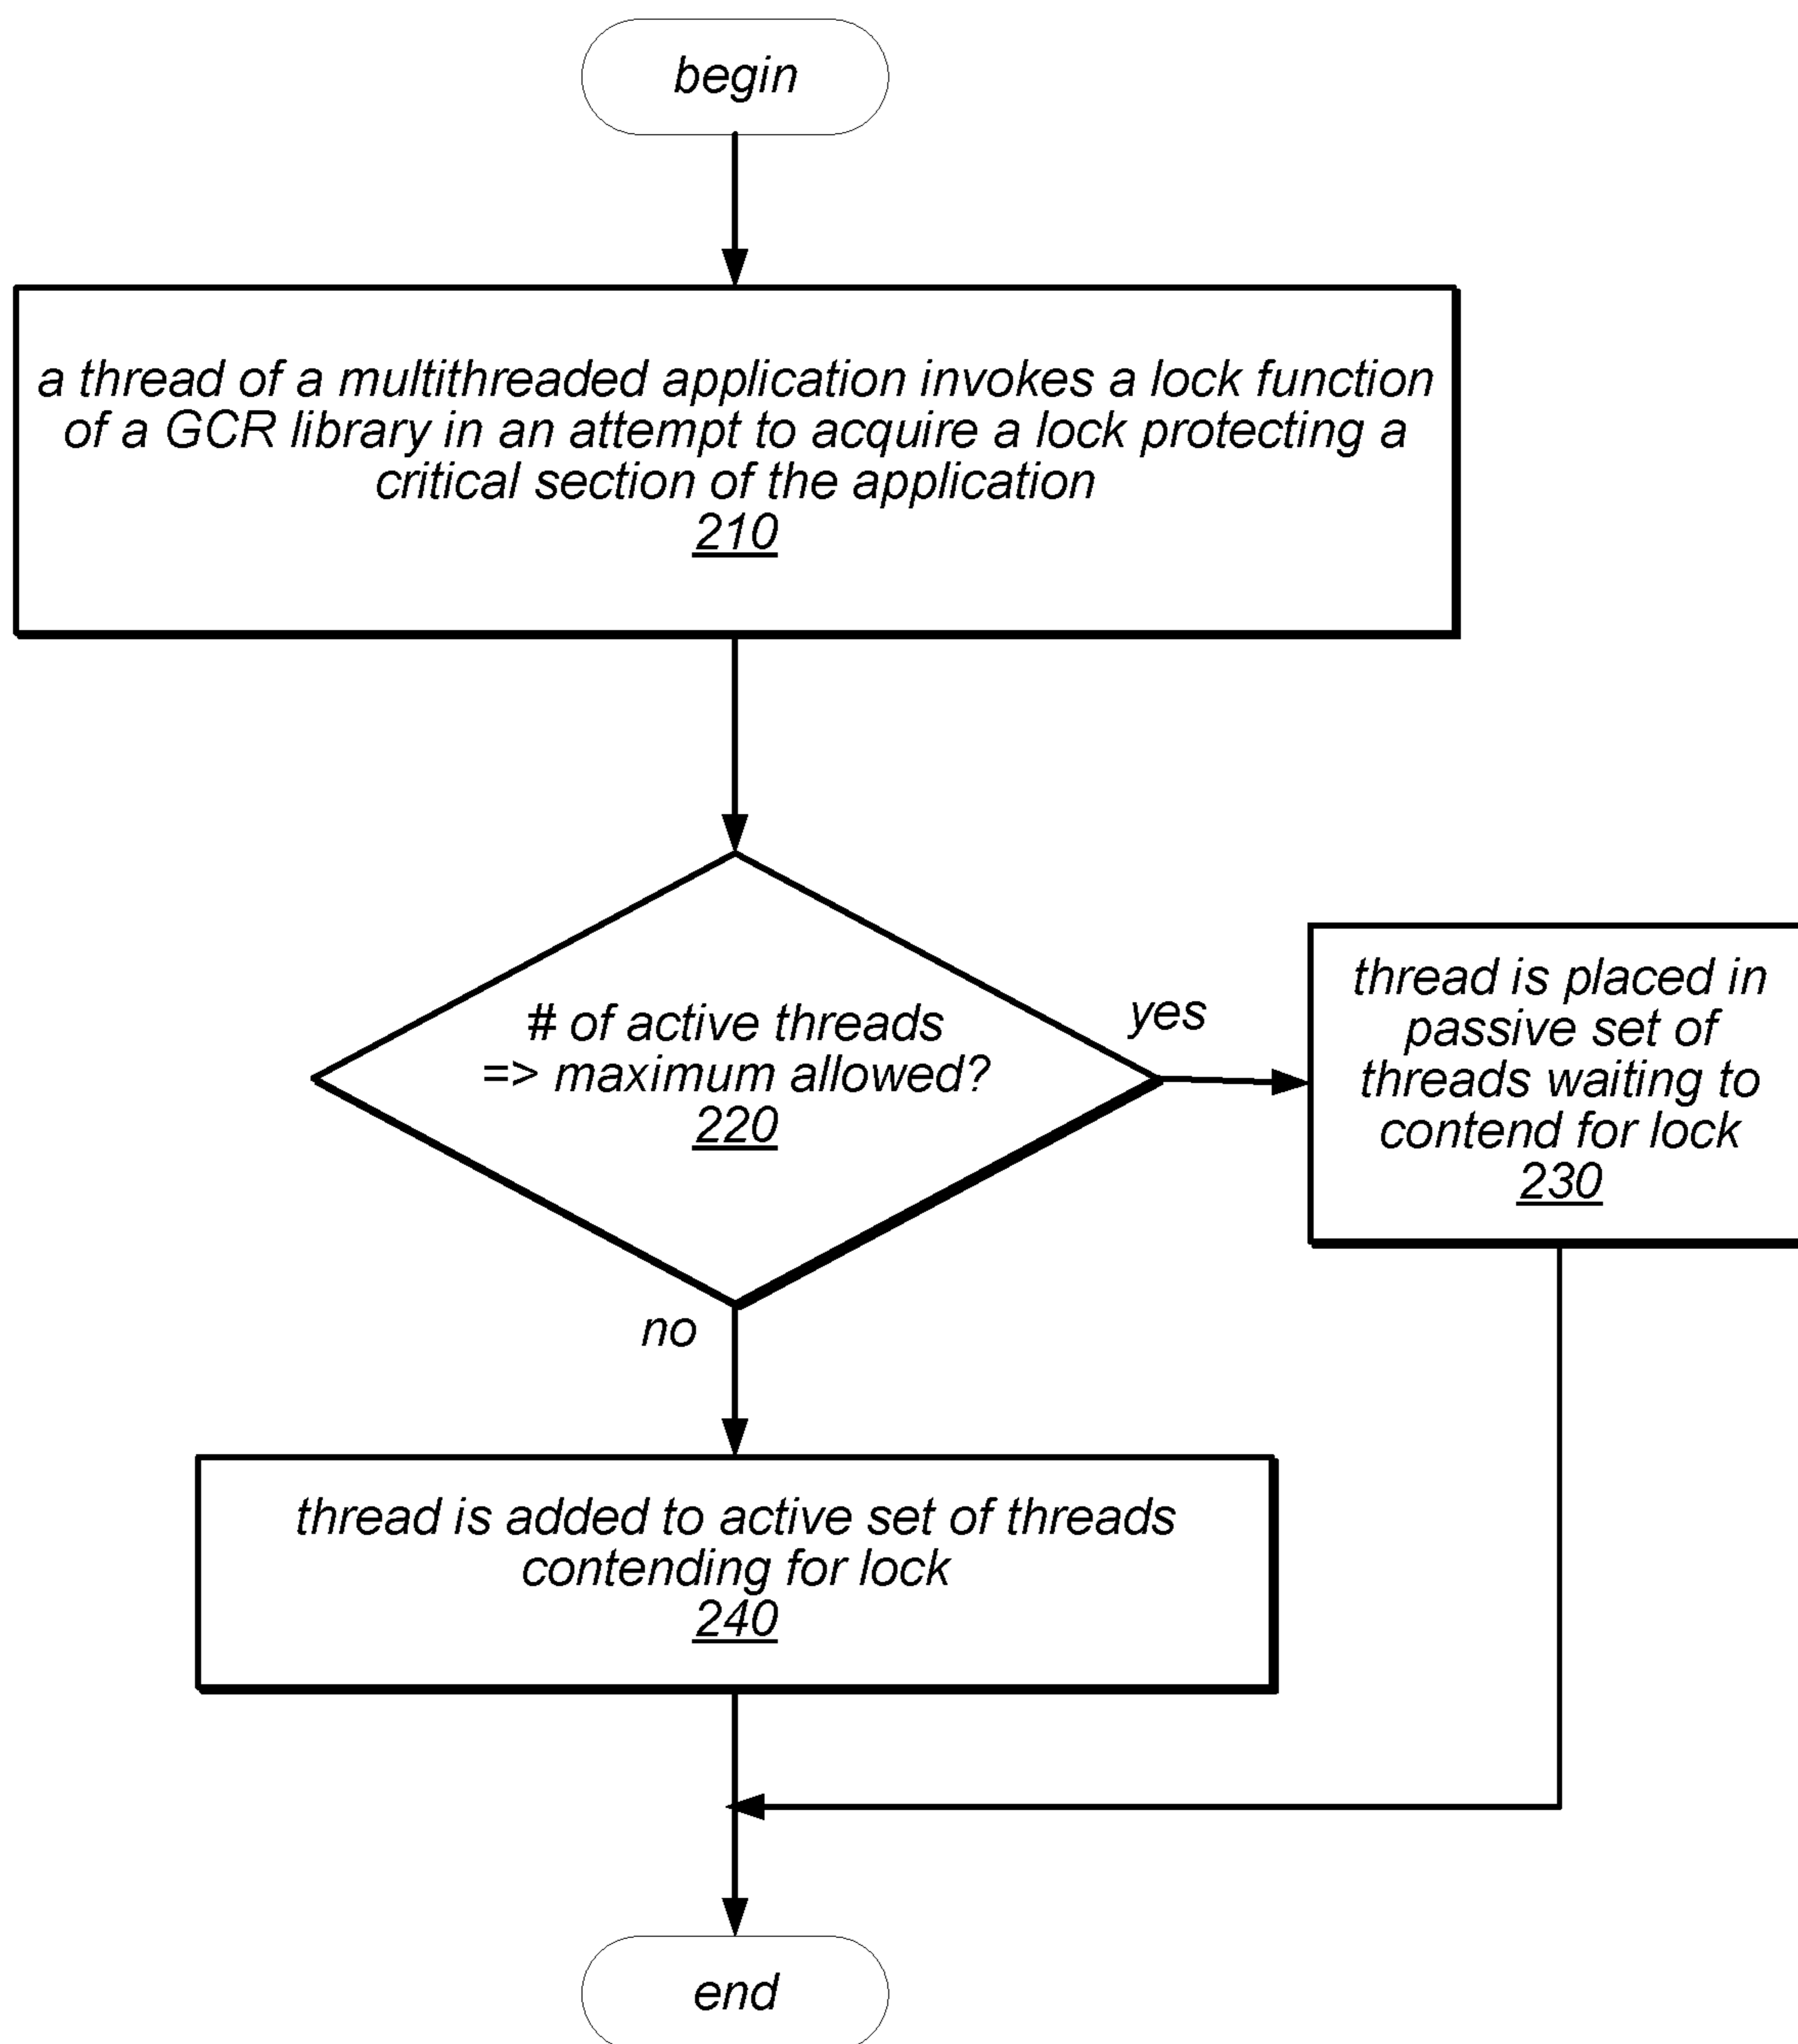 begin
a thread of a multithreaded application invokes a lock function
of a GCR library in an attempt to acquire a lock protecting a
critical section of the application
210
# of active threads
=> maximum allowed?
220
yes
thread is placed in
passive set of
threads waiting to
contend for lock
230
no
thread is added to active set of threads
contending for lock
240
end